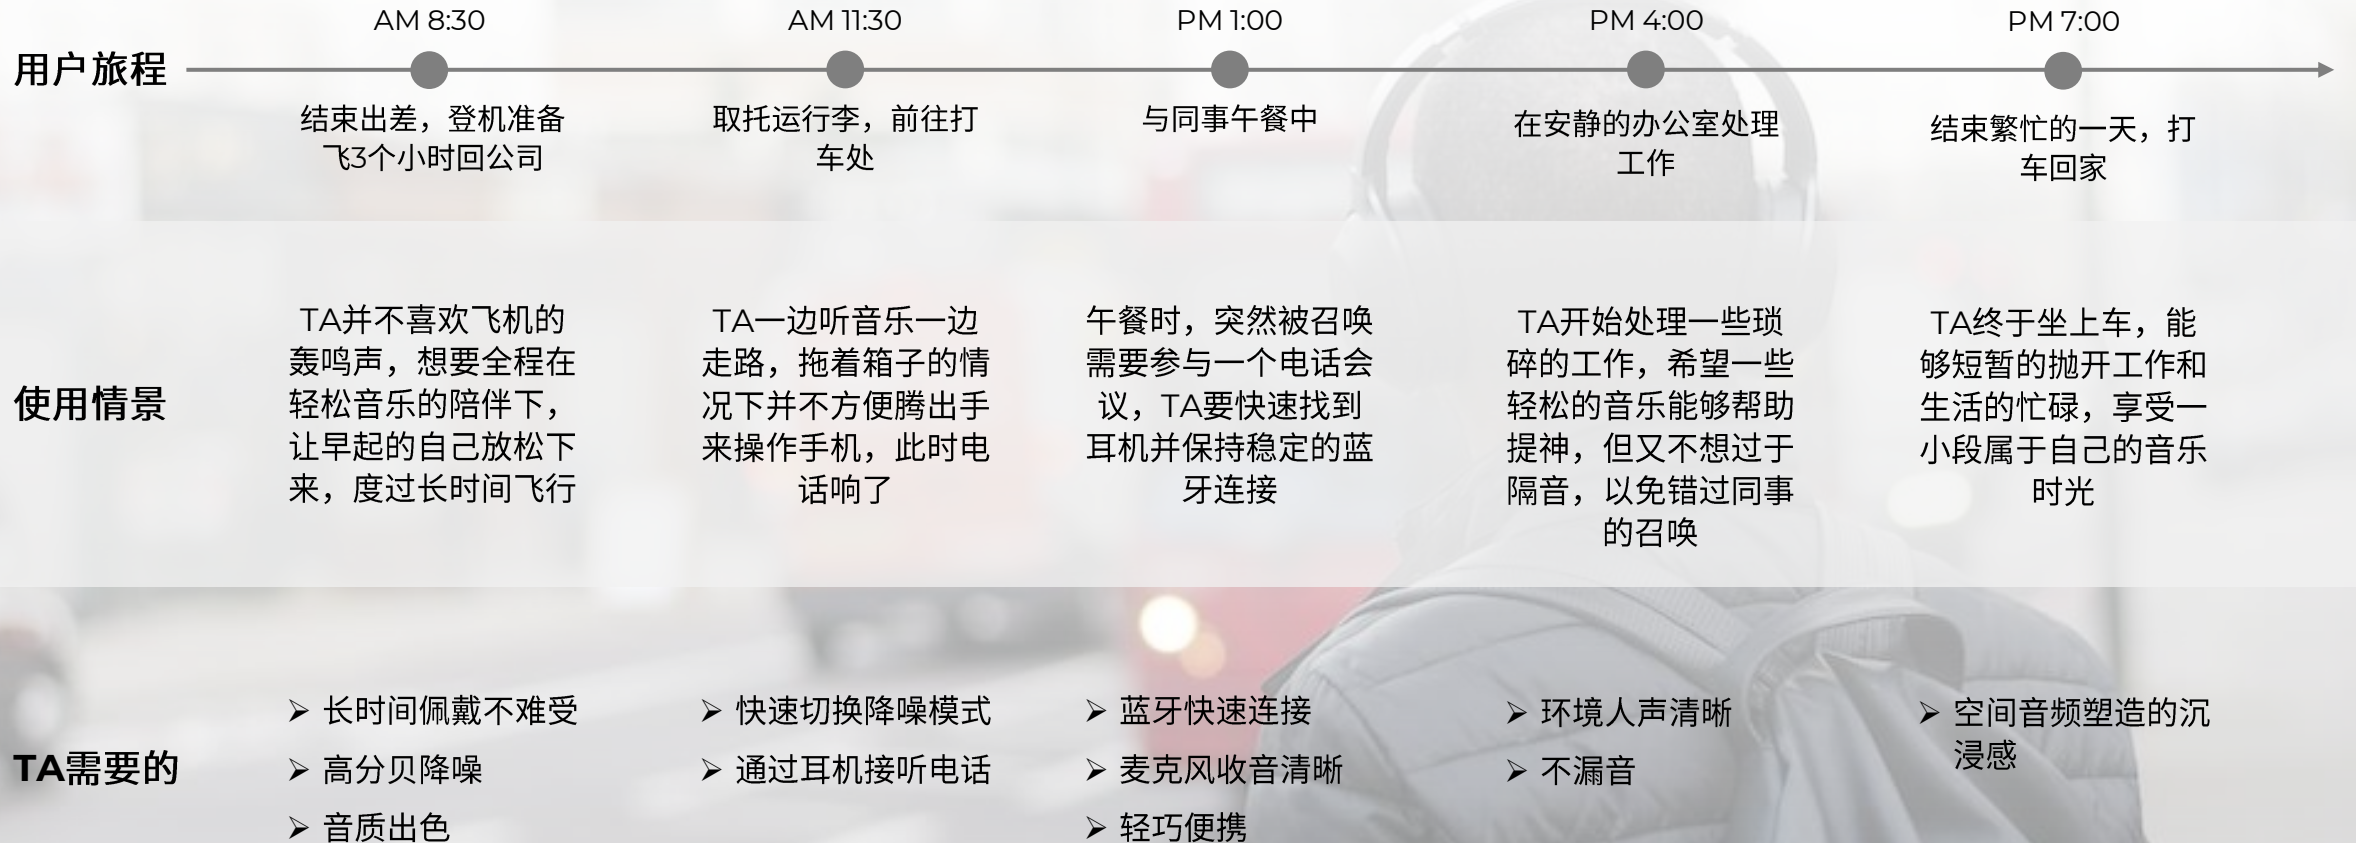 AM 8:30
AM 11:30
PM 1:00
PM 4:00
PM 7:00
用户旅程
结束出差，登机准备
飞3个小时回公司
取托运行李，前往打
车处
与同事午餐中
在安静的办公室处理
工作
结束繁忙的一天，打
车回家
使用情景
TA并不喜欢飞机的
轰鸣声，想要全程在
轻松音乐的陪伴下，
让早起的自己放松下
来，度过长时间飞行
TA一边听音乐一边
走路，拖着箱子的情
况下并不方便腾出手
来操作手机，此时电
话响了
午餐时，突然被召唤
需要参与一个电话会
议，TA要快速找到
耳机并保持稳定的蓝
牙连接
TA开始处理一些琐
碎的工作，希望一些
轻松的音乐能够帮助
提神，但又不想过于
隔音，以免错过同事
的召唤
TA终于坐上车，能
够短暂的抛开工作和
生活的忙碌，享受一
小段属于自己的音乐
时光
TA需要的
➢ 长时间佩戴不难受
➢ 高分贝降噪
➢ 音质出色
➢ 快速切换降噪模式
➢ 通过耳机接听电话
➢ 蓝牙快速连接
➢ 麦克风收音清晰
➢ 轻巧便携
➢ 环境人声清晰
➢ 不漏音
➢ 空间音频塑造的沉
浸感